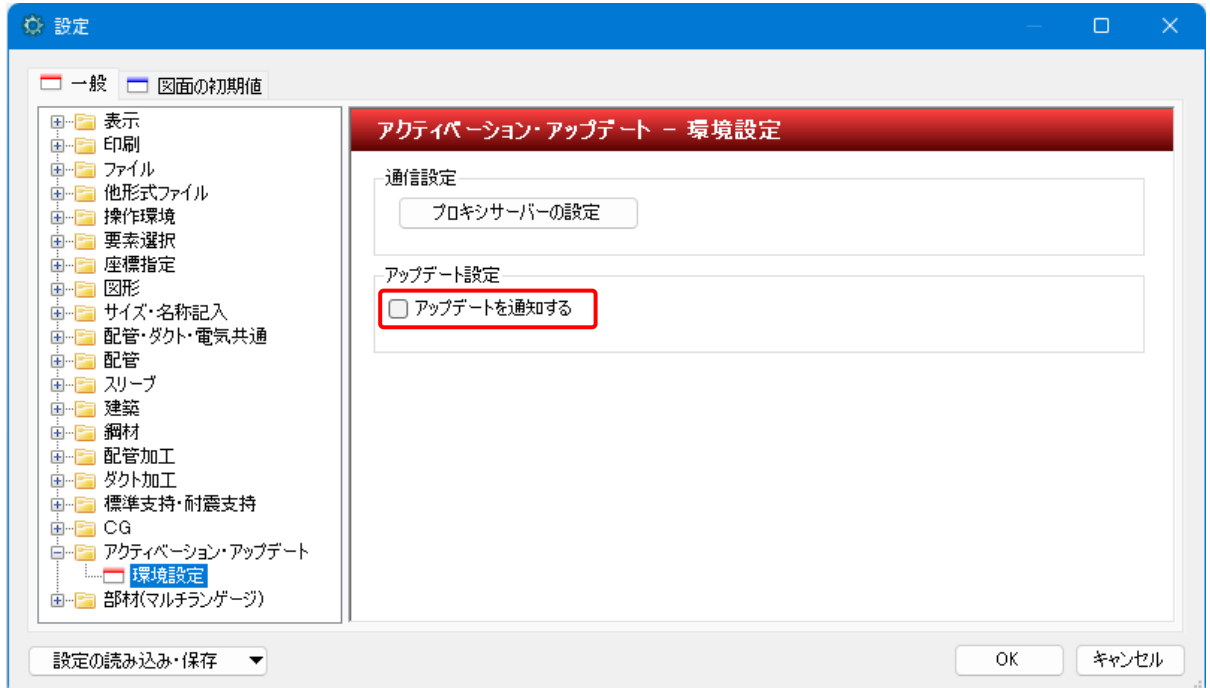 設定
一般
図面の初期値
表示
印刷
ファイル
他形式ファイル
操作環境
要素選択
座標指定
図形
サイズ・名称記入
配管・ダクト・電気共通
配管
スリーブ
建築
鋼材
配管加工
ダクト加工
標準支持・耐震支持
CG
アクティベーション・アップデート
環境設定
部材(マルチランゲージ)
アクティベーション・アップデート - 環境設定
通信設定
プロキシサーバーの設定
アップデート設定
アップデートを通知する
設定の読み込み・保存
OK
キャンセル